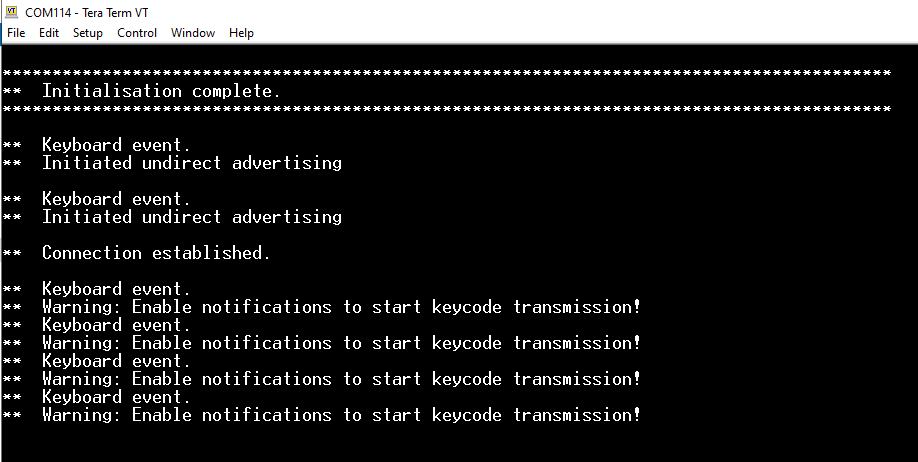 COM114 - Tera Term VT
File Edit Setup Control Window Help
*****************************************************************************************
** Initialisation complete.
*****************************************************************************************
** Keyboard event.
** Initiated undirect advertising
** Keyboard event.
** Initiated undirect advertising
** Connection established.
** Keyboard event.
** Warning: Enable notifications to start keycode transmission!
** Keyboard event.
** Warning: Enable notifications to start keycode transmission!
** Keyboard event.
** Warning: Enable notifications to start keycode transmission!
** Keyboard event.
** Warning: Enable notifications to start keycode transmission!